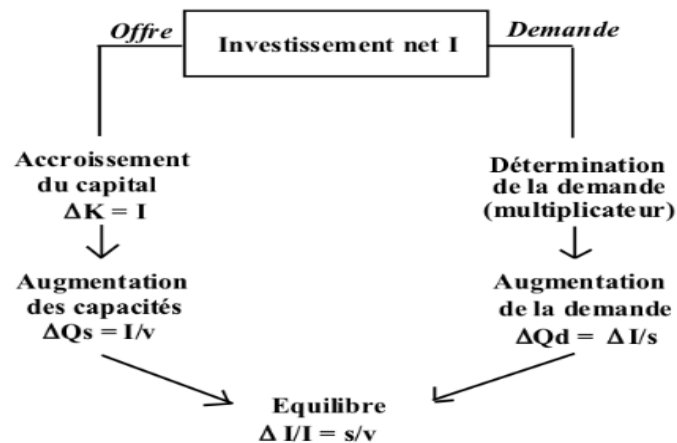 Offre
Investissement net I
Demande
Accroissement
du capital
ΔK = I
Augmentation
des capacités
ΔQs = I/v
Détermination
de la demande
(multiplicateur)
Augmentation
de la demande
ΔQd = ΔI/s
Equilibre
Δ I/I = s/v